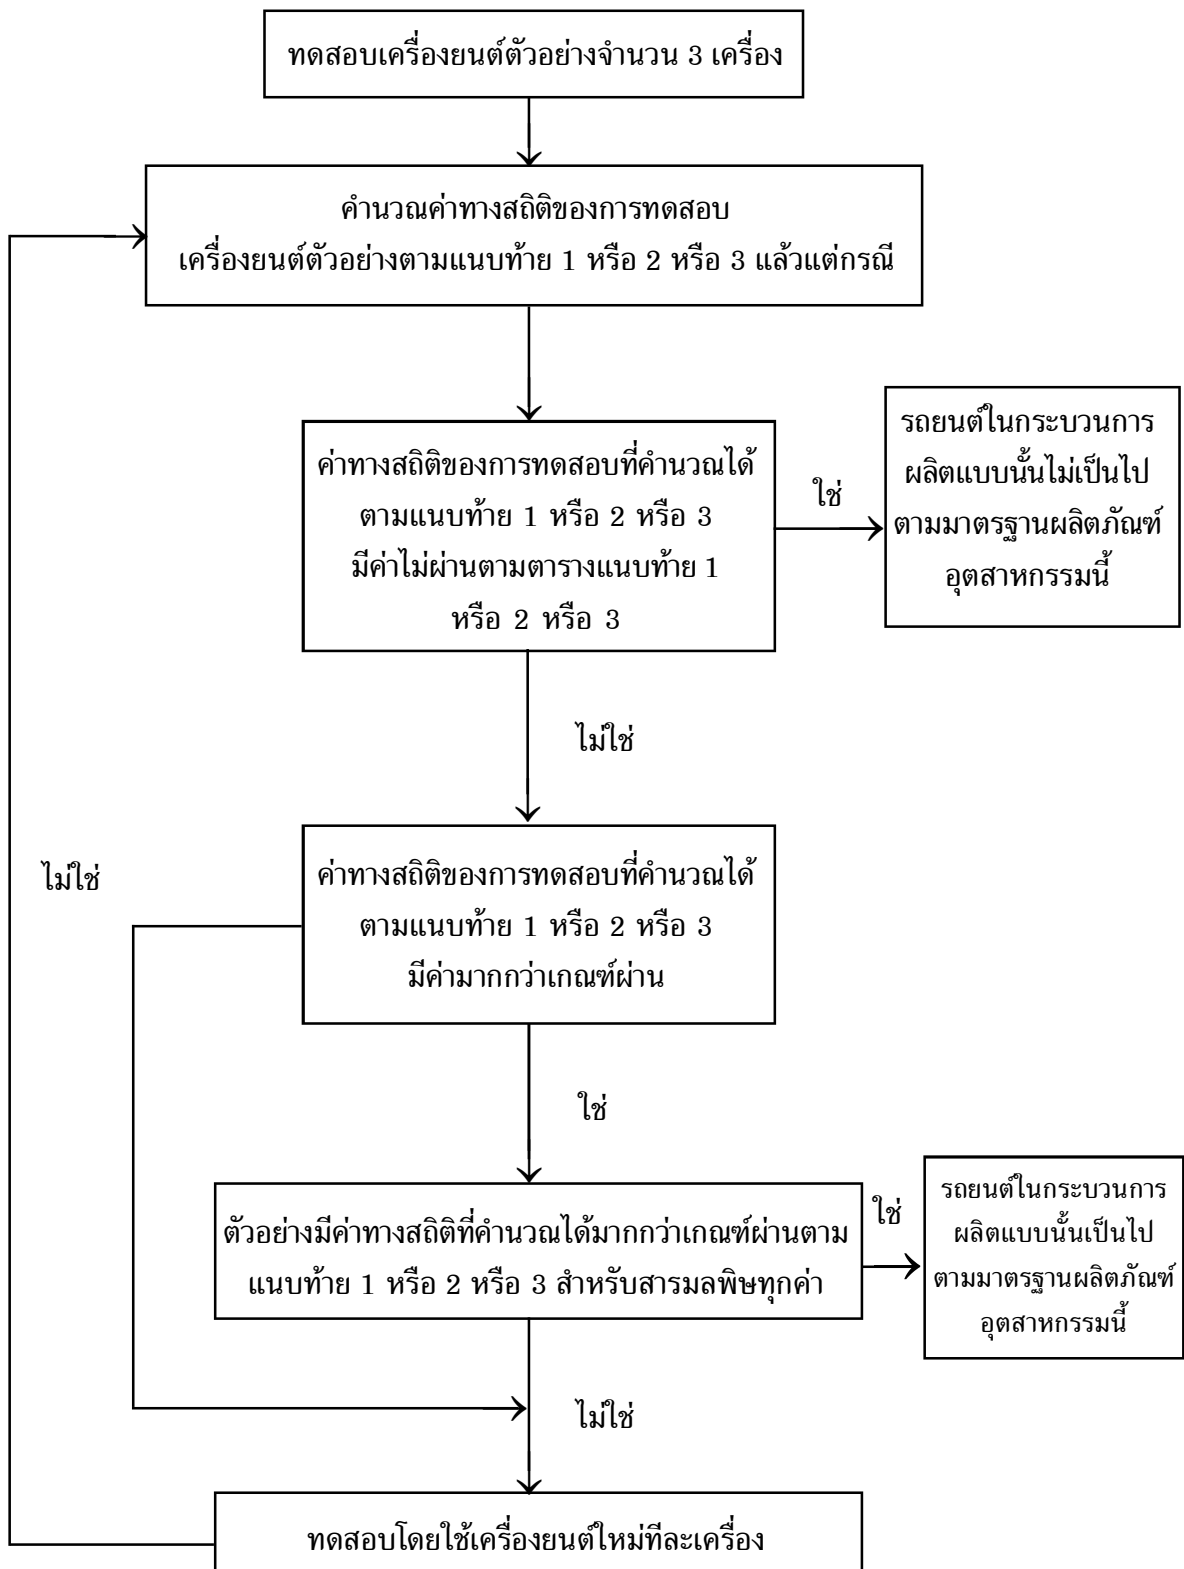 ทดสอบเครื่องยนต์ตัวอย่างจำนวน 3 เครื่อง
คำนวณค่าทางสถิติของการทดสอบ
เครื่องยนต์ตัวอย่างตามแนบท้าย 1 หรือ 2 หรือ 3 แล้วแต่กรณี
ค่าทางสถิติของการทดสอบที่คำนวณได้
ตามแนบท้าย 1 หรือ 2 หรือ 3
มีค่าไม่ผ่านตามตารางแนบท้าย 1
หรือ 2 หรือ 3
ใช่
รถยนต์ในกระบวนการ
ผลิตแบบนั้นไม่เป็นไป
ตามมาตรฐานผลิตภัณฑ์
อุตสาหกรรมนี้
ไม่ใช่
ไม่ใช่
ค่าทางสถิติของการทดสอบที่คำนวณได้
ตามแนบท้าย 1 หรือ 2 หรือ 3
มีค่ามากกว่าเกณฑ์ผ่าน
ใช่
ตัวอย่างมีค่าทางสถิติที่คำนวณได้มากกว่าเกณฑ์ผ่านตาม
แนบท้าย 1 หรือ 2 หรือ 3 สำหรับสารมลพิษทุกค่า
ใช่
รถยนต์ในกระบวนการ
ผลิตแบบนั้นเป็นไป
ตามมาตรฐานผลิตภัณฑ์
อุตสาหกรรมนี้
ไม่ใช่
ทดสอบโดยใช้เครื่องยนต์ใหม่ทีละเครื่อง